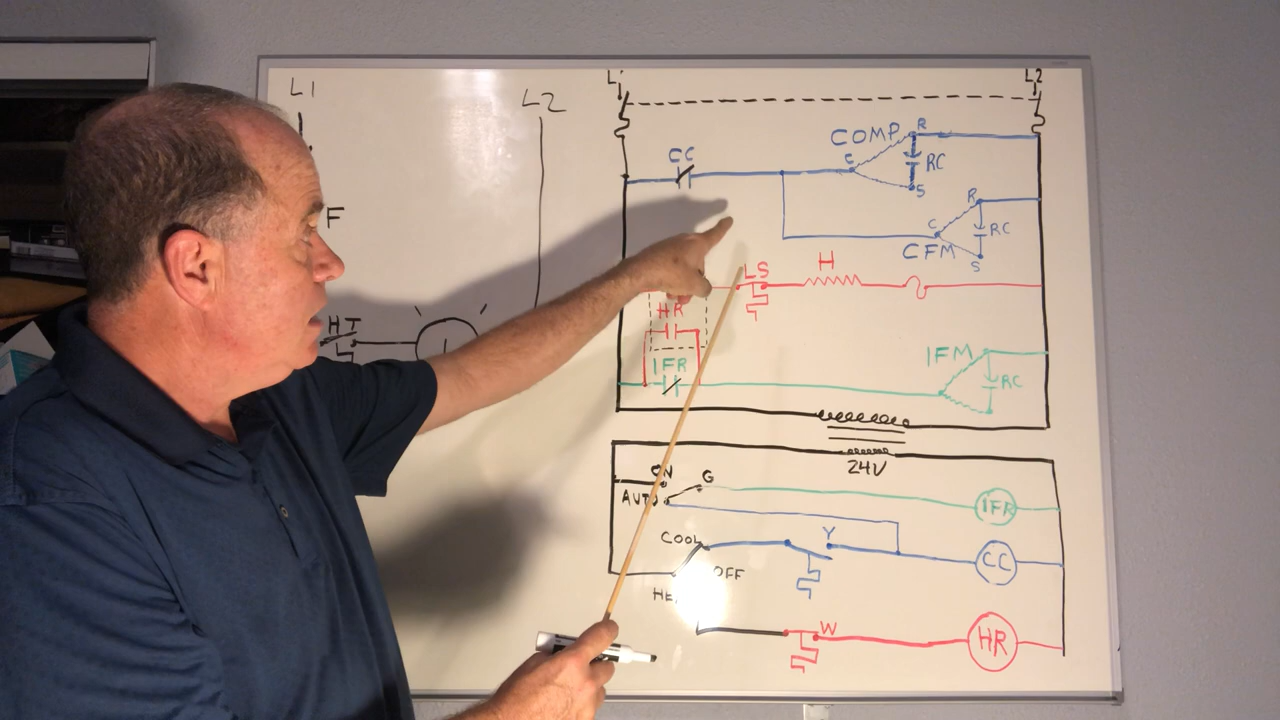 L1
L2
F
HT
L1
L2
COMP
R
C
RC
S
CC
R
C
RC
CFM
S
LS
H
HR
IFR
IFM
RC
24V
ON
G
AUTO
IFR
COOL
Y
OFF
CC
W
HR